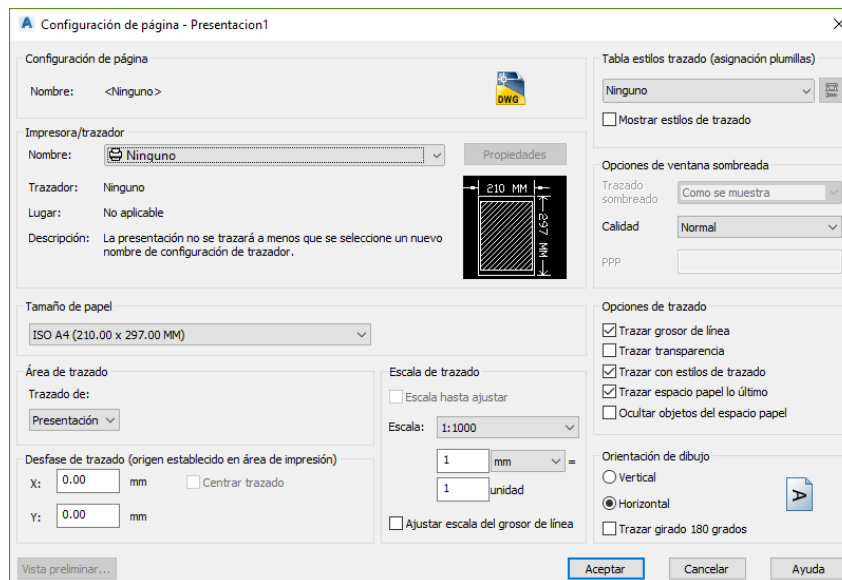 Configuración de página - Presentacion1
Configuración de página
Nombre: <Ninguno>
DWG
Impresora/trazador
Nombre: Ninguno
Propiedades
Trazador: Ninguno
Lugar: No aplicable
Descripción: La presentación no se trazará a menos que se seleccione un nuevo
nombre de configuración de trazador.
210 MM
297 MM
Tamaño de papel
ISO A4 (210.00 x 297.00 MM)
Área de trazado
Trazado de:
Presentación
Desfase de trazado (origen establecido en área de impresión)
X: 0.00 mm
Centrar trazado
Y: 0.00 mm
Escala de trazado
Escala hasta ajustar
Escala: 1:1000
1 mm =
1 unidad
Ajustar escala del grosor de línea
Tabla estilos trazado (asignación plumillas)
Ninguno
Mostrar estilos de trazado
Opciones de ventana sombreada
Trazado
sombreado
Como se muestra
Calidad Normal
PPP
Opciones de trazado
Trazar grosor de línea
Trazar transparencia
Trazar con estilos de trazado
Trazar espacio papel lo último
Ocultar objetos del espacio papel
Orientación de dibujo
Vertical
Horizontal
A
Trazar girado 180 grados
Vista preliminar...
Aceptar
Cancelar
Ayuda